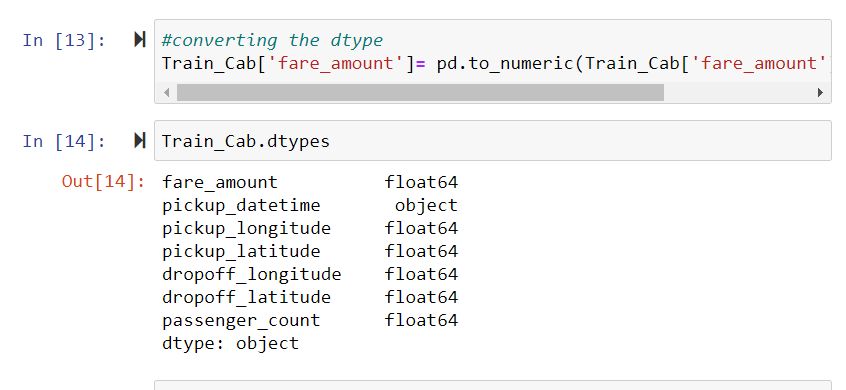 In [13]: #converting the dtype
Train_Cab['fare_amount']= pd.to_numeric(Train_Cab['fare_amount'
In [14]: Train_Cab.dtypes
Out[14]: fare_amount float64
pickup_datetime object
pickup_longitude float64
pickup_latitude float64
dropoff_longitude float64
dropoff_latitude float64
passenger_count float64
dtype: object